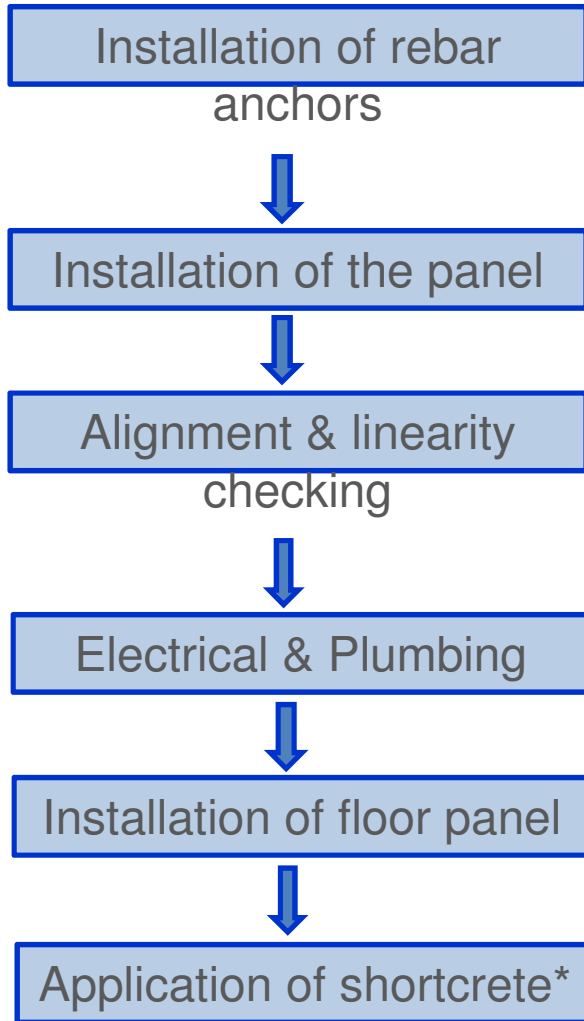 Installation of rebar
anchors
Installation of the panel
Alignment & linearity
checking
Electrical & Plumbing
Installation of floor panel
Application of shortcrete*